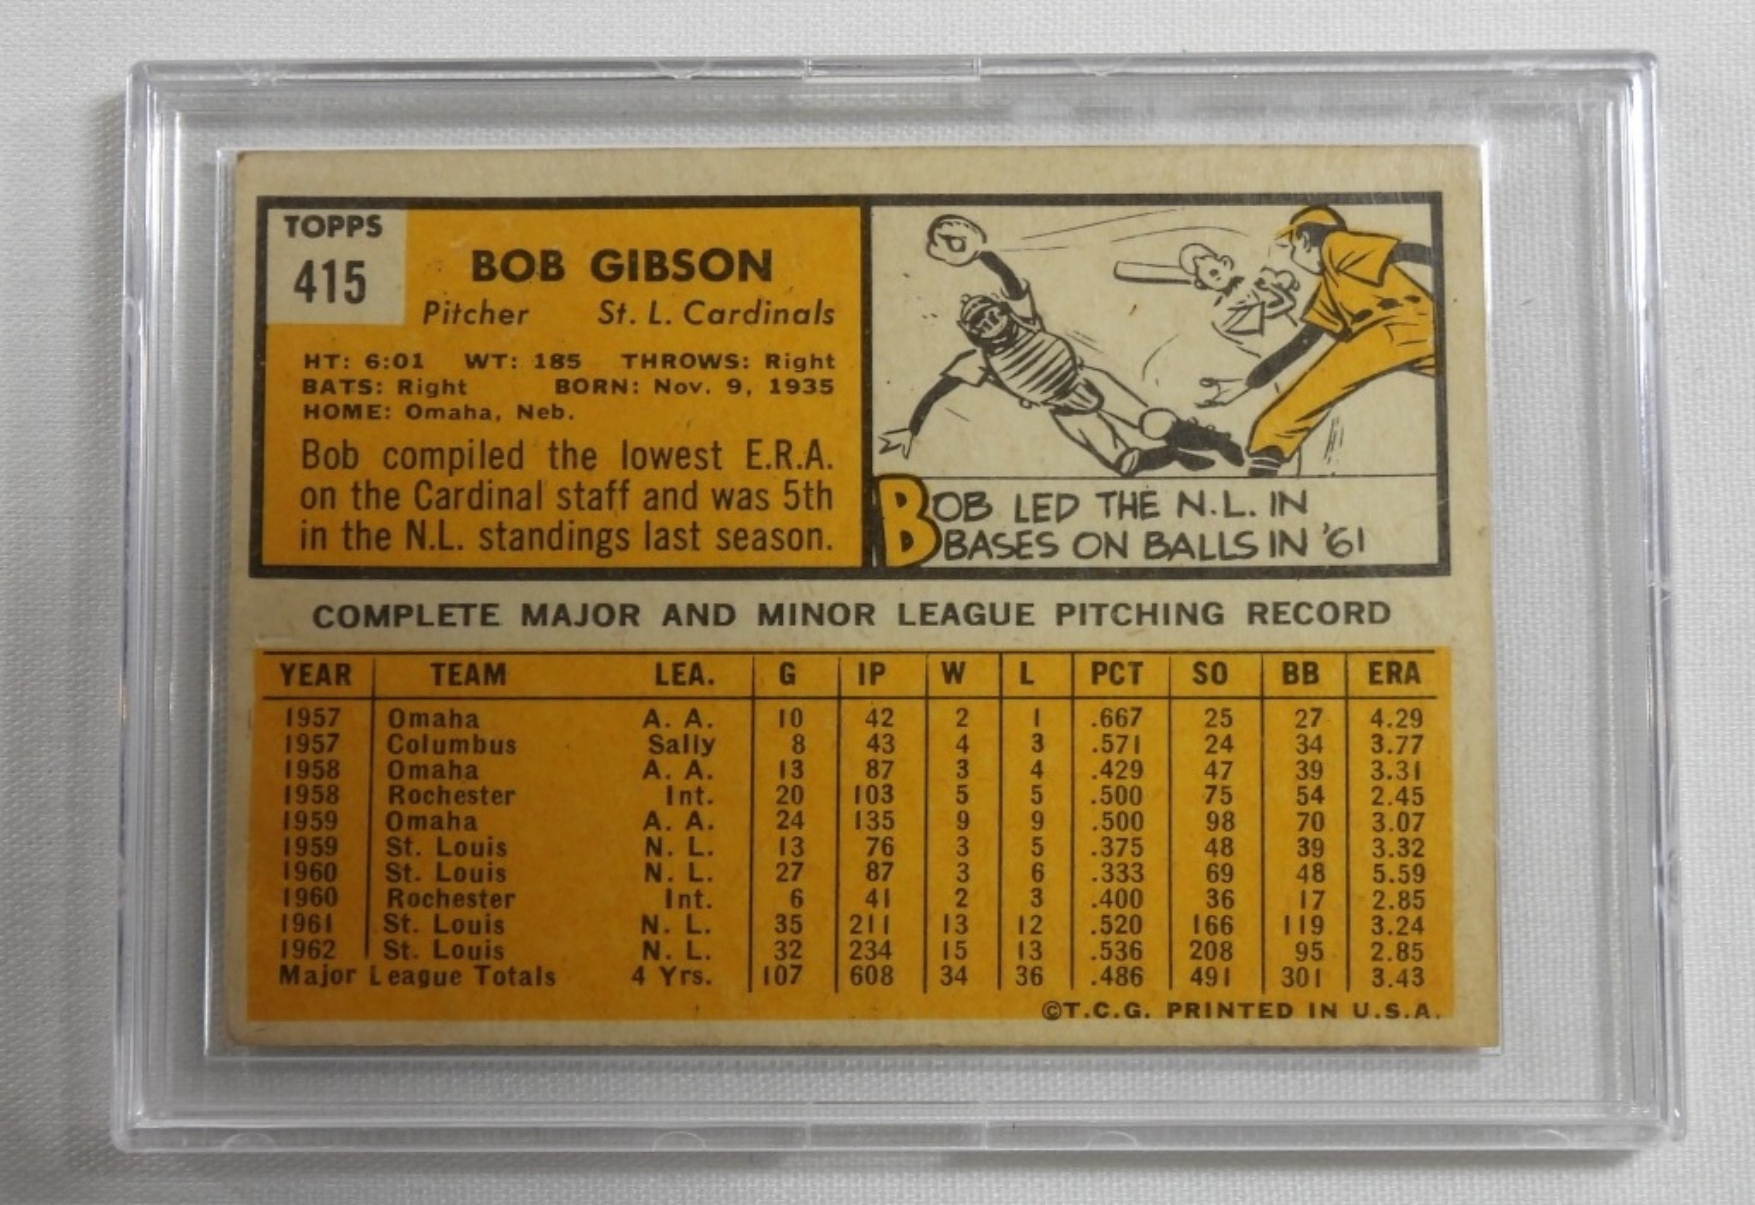 TOPPS
415
BOB GIBSON
Pitcher St. L. Cardinals
HT: 6:01 WT: 185 THROWS: Right
BATS: Right BORN: Nov. 9, 1935
HOME: Omaha, Neb.
Bob compiled the lowest E.R.A.
on the Cardinal staff and was 5th
in the N.L. standings last season.
BOB LED THE N.L. IN
BASES ON BALLS IN '61
COMPLETE MAJOR AND MINOR LEAGUE PITCHING RECORD
YEAR TEAM LEA. G IP W L PCT SO BB ERA
1957 Omaha A. A. 10 42 2 1 .667 25 27 4.29
1957 Columbus Sally 8 43 4 3 .571 24 34 3.77
1958 Omaha A. A. 13 87 3 4 .429 47 39 3.31
1958 Rochester Int. 20 103 5 5 .500 75 54 2.45
1959 Omaha A. A. 24 135 9 9 .500 98 70 3.07
1959 St. Louis N. L. 13 76 3 5 .375 48 39 3.32
1960 St. Louis N. L. 27 87 3 6 .333 69 48 5.59
1960 Rochester Int. 6 41 2 3 .400 36 17 2.85
1961 St. Louis N. L. 35 211 13 12 .520 166 119 3.24
1962 St. Louis N. L. 32 234 15 13 .536 208 95 2.85
Major League Totals 4 Yrs. 107 608 34 36 .486 491 301 3.43
©T.C.G. PRINTED IN U.S.A.